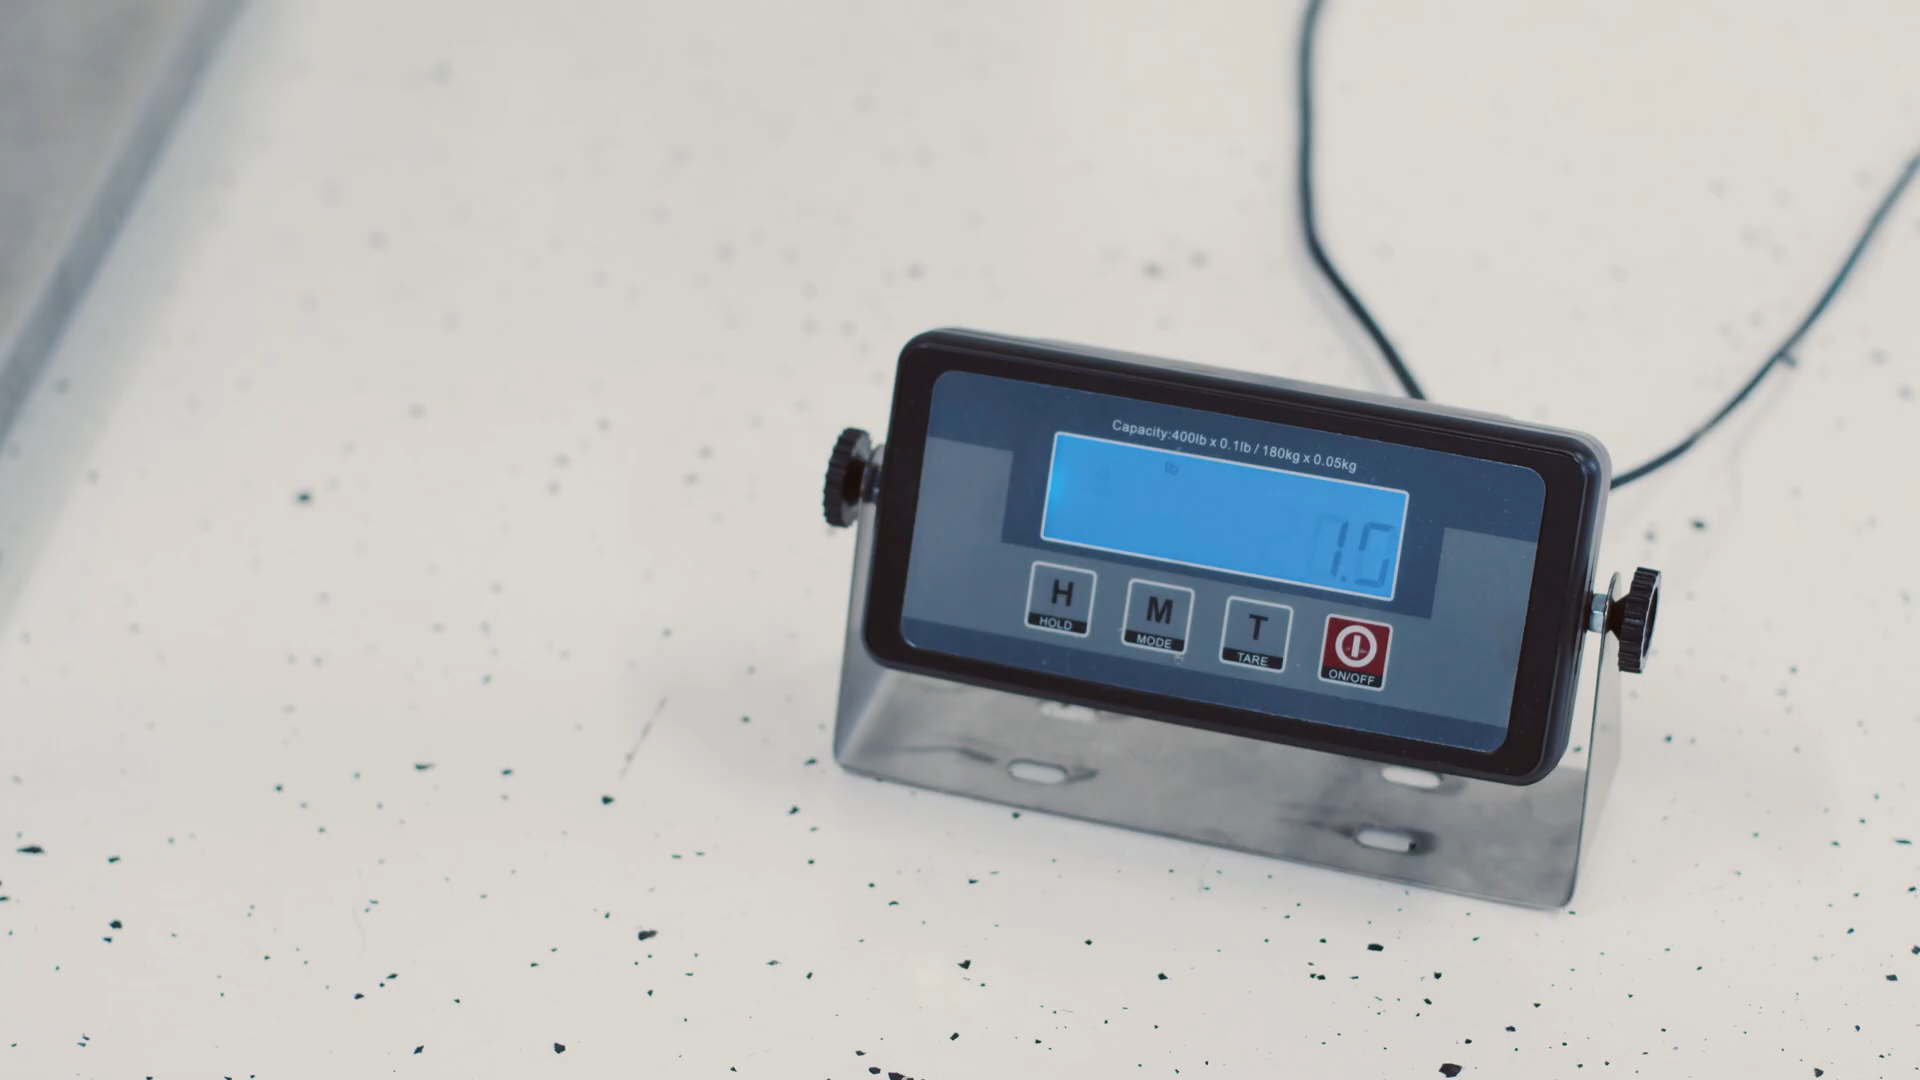 Capacity:400lb x 0.1lb / 180kg x 0.05kg
lb
1.0
H
HOLD
M
MODE
T
TARE
ON/OFF